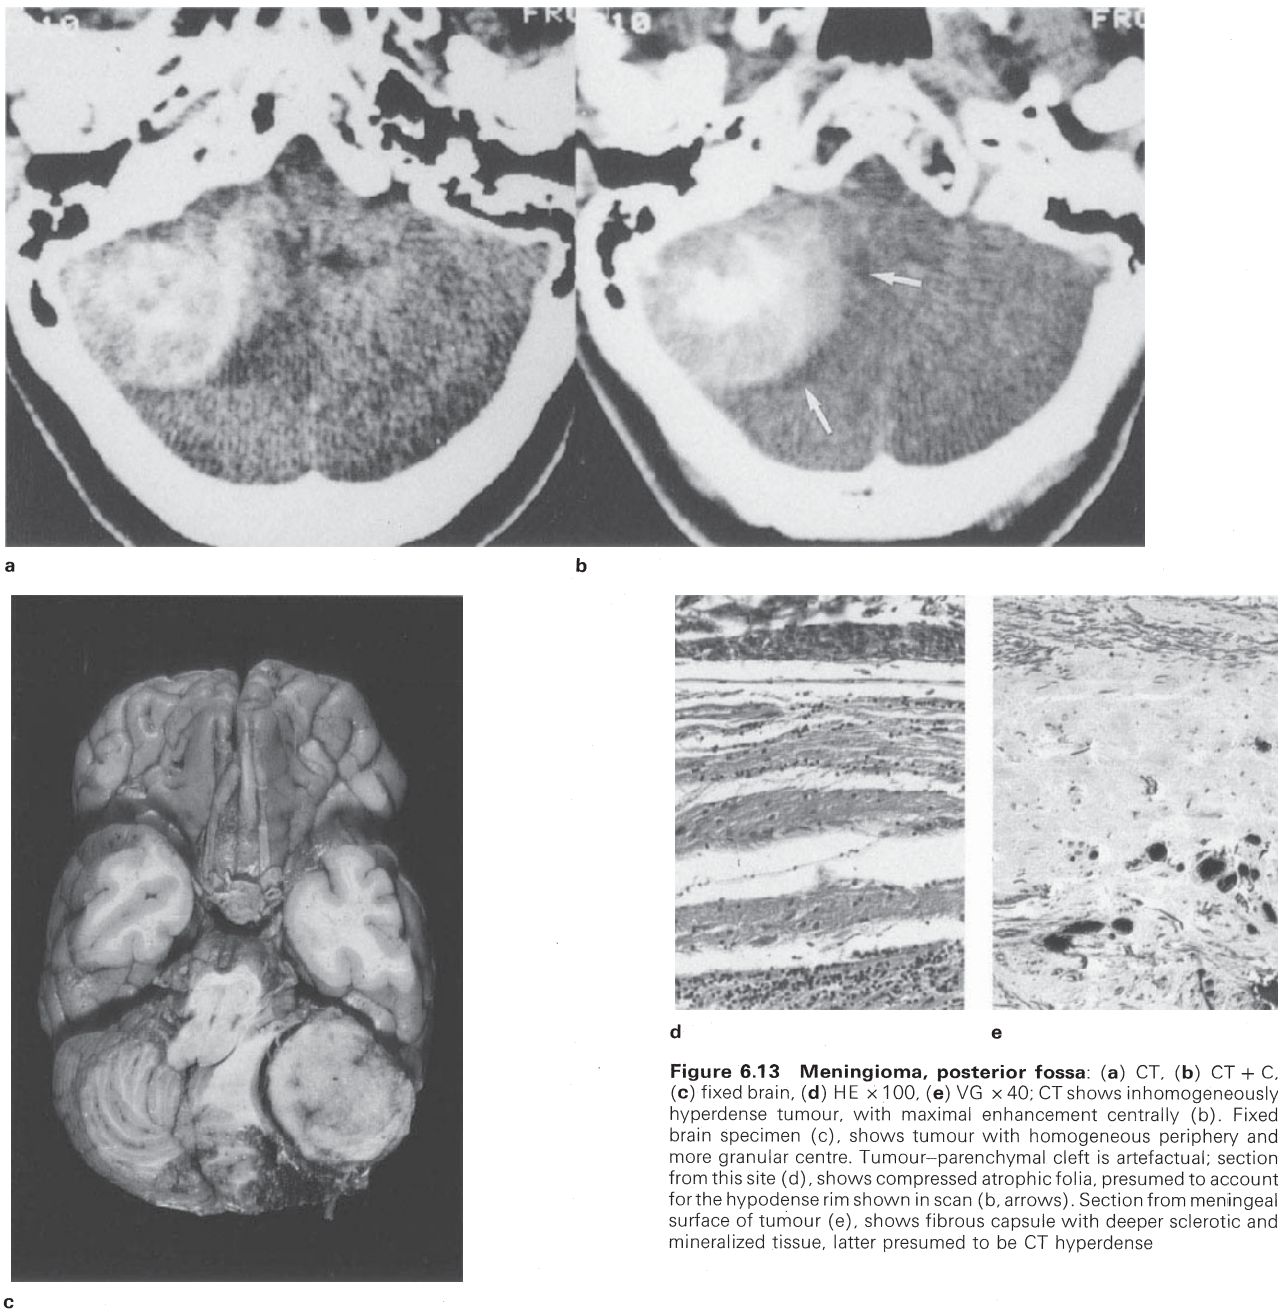 10
FRO
10
FRO
a
b
c
d
e
Figure 6.13 Meningioma, posterior fossa: (a) CT, (b) CT + C,
(c) fixed brain, (d) HE × 100, (e) VG × 40; CT shows inhomogeneously
hyperdense tumour, with maximal enhancement centrally (b). Fixed
brain specimen (c), shows tumour with homogeneous periphery and
more granular centre. Tumour–parenchymal cleft is artefactual; section
from this site (d), shows compressed atrophic folia, presumed to account
for the hypodense rim shown in scan (b, arrows). Section from meningeal
surface of tumour (e), shows fibrous capsule with deeper sclerotic and
mineralized tissue, latter presumed to be CT hyperdense